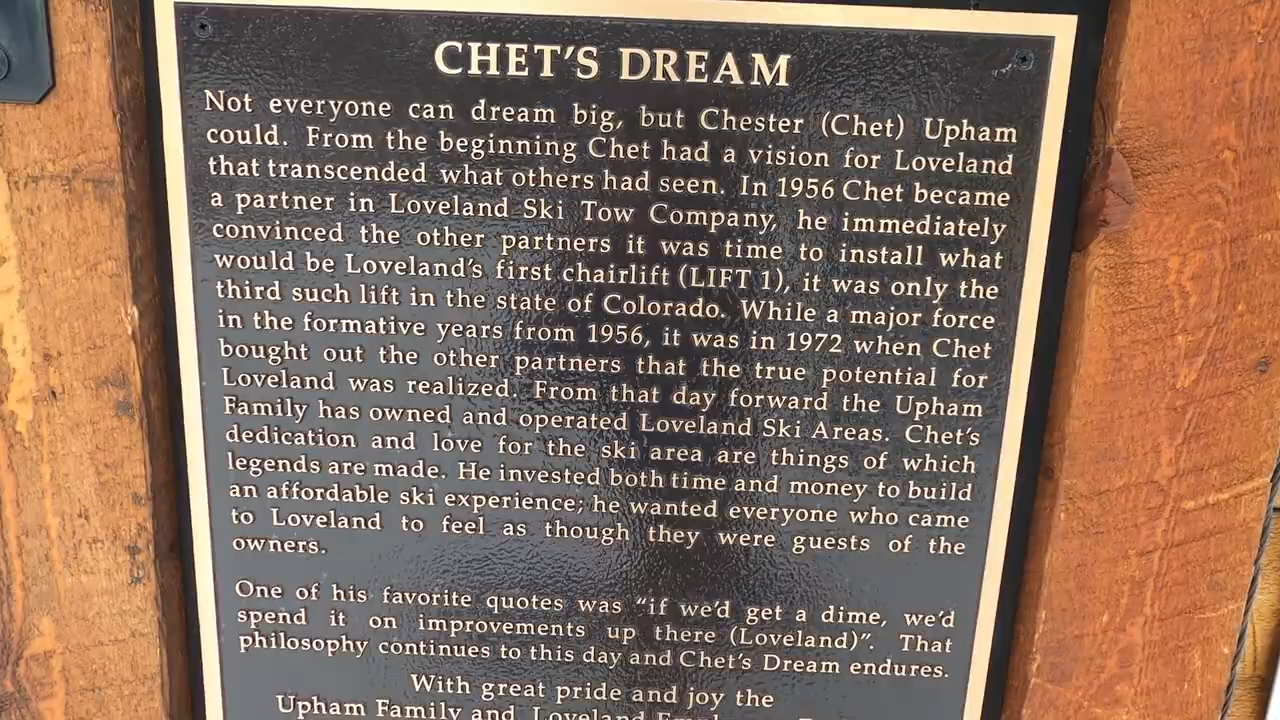 CHET'S DREAM
Not everyone can dream big, but Chester (Chet) Upham
could. From the beginning Chet had a vision for Loveland
that transcended what others had seen. In 1956 Chet became
a partner in Loveland Ski Tow Company, he immediately
convinced the other partners it was time to install what
would be Loveland's first chairlift (LIFT 1), it was only the
third such lift in the state of Colorado. While a major force
in the formative years from 1956, it was in 1972 when Chet
bought out the other partners that the true potential for
Loveland was realized. From that day forward the Upham
Family has owned and operated Loveland Ski Areas. Chet's
dedication and love for the ski area are things of which
legends are made. He invested both time and money to build
an affordable ski experience; he wanted everyone who came
to Loveland to feel as though they were guests of the
owners.
One of his favorite quotes was "if we'd get a dime, we'd
spend it on improvements up there (Loveland)". That
philosophy continues to this day and Chet's Dream endures.
With great pride and joy the
Upham Family and Loveland